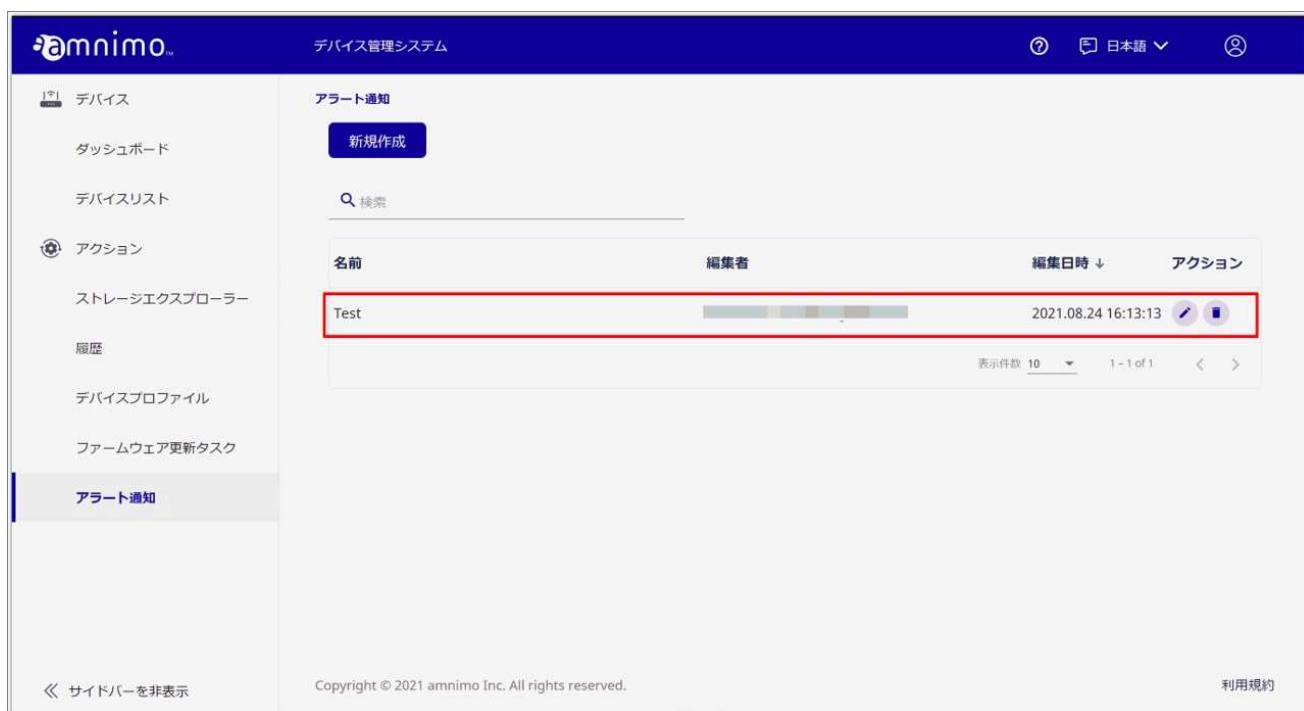 amnimo™
デバイス管理システム
日本語
デバイス
ダッシュボード
デバイスリスト
アクション
ストレージエクスプローラー
履歴
デバイスプロファイル
ファームウェア更新タスク
アラート通知
サイドバーを非表示
アラート通知
新規作成
検索
名前 編集者 編集日時 ↓ アクション
Test 2021.08.24 16:13:13
表示件数 10 1 – 1 of 1
Copyright © 2021 amnimo Inc. All rights reserved.
利用規約